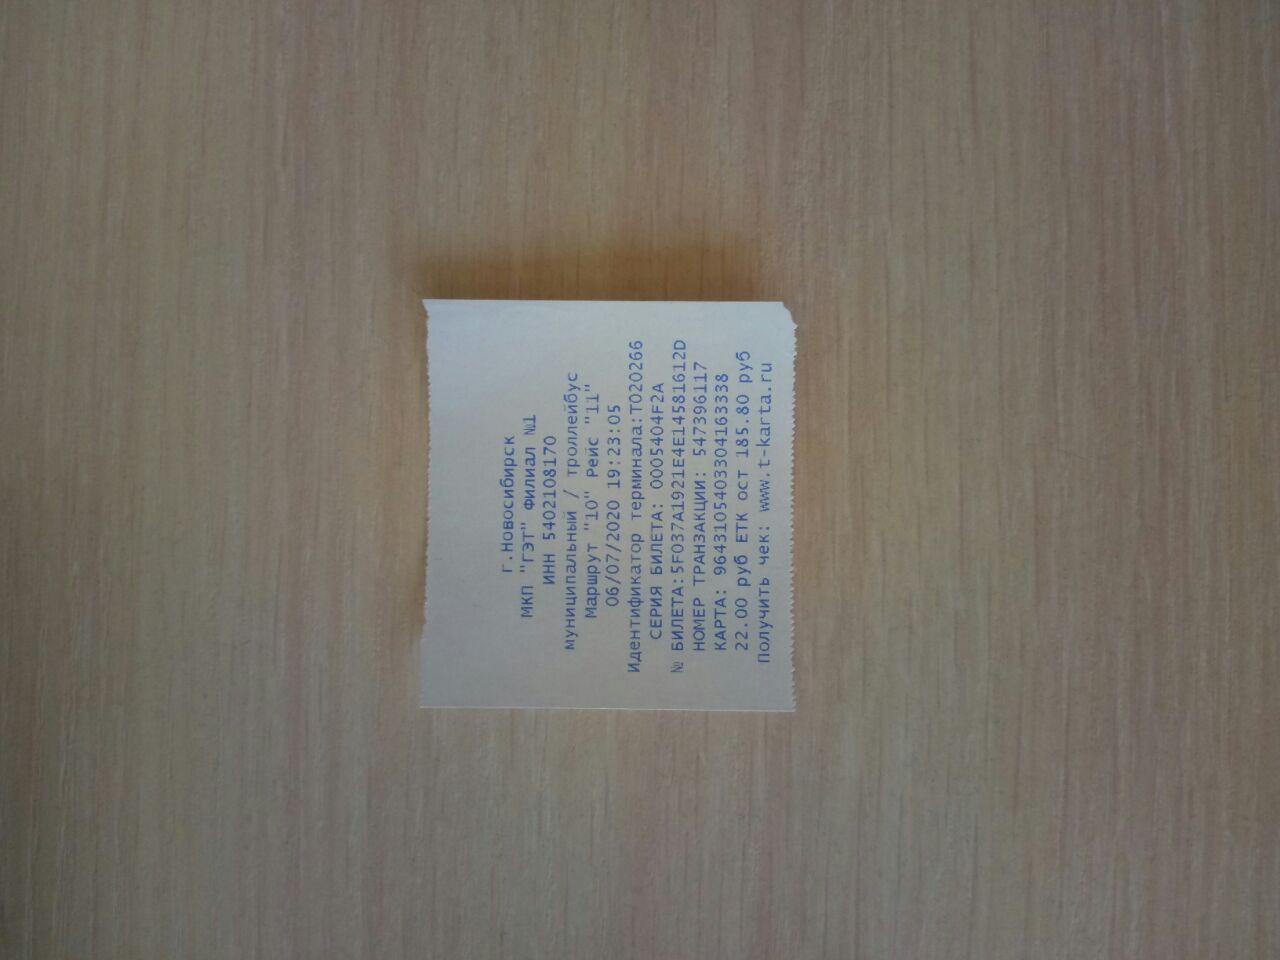 г.Новосибирск
МКП "ГЭТ" филиал №1
ИНН 5402108170
муниципальный / троллейбус
Маршрут "10" Рейс "11"
06/07/2020 19:23:05
Идентификатор терминала:Т020266
СЕРИЯ БИЛЕТА: 0005404F2A
№ БИЛЕТА:5F037A1921E4E14581612D
НОМЕР ТРАНЗАКЦИИ: 547396117
КАРТА: 9643105403304163338
22.00 руб ЕТК ост 185.80 руб
Получить чек: www.t-karta.ru